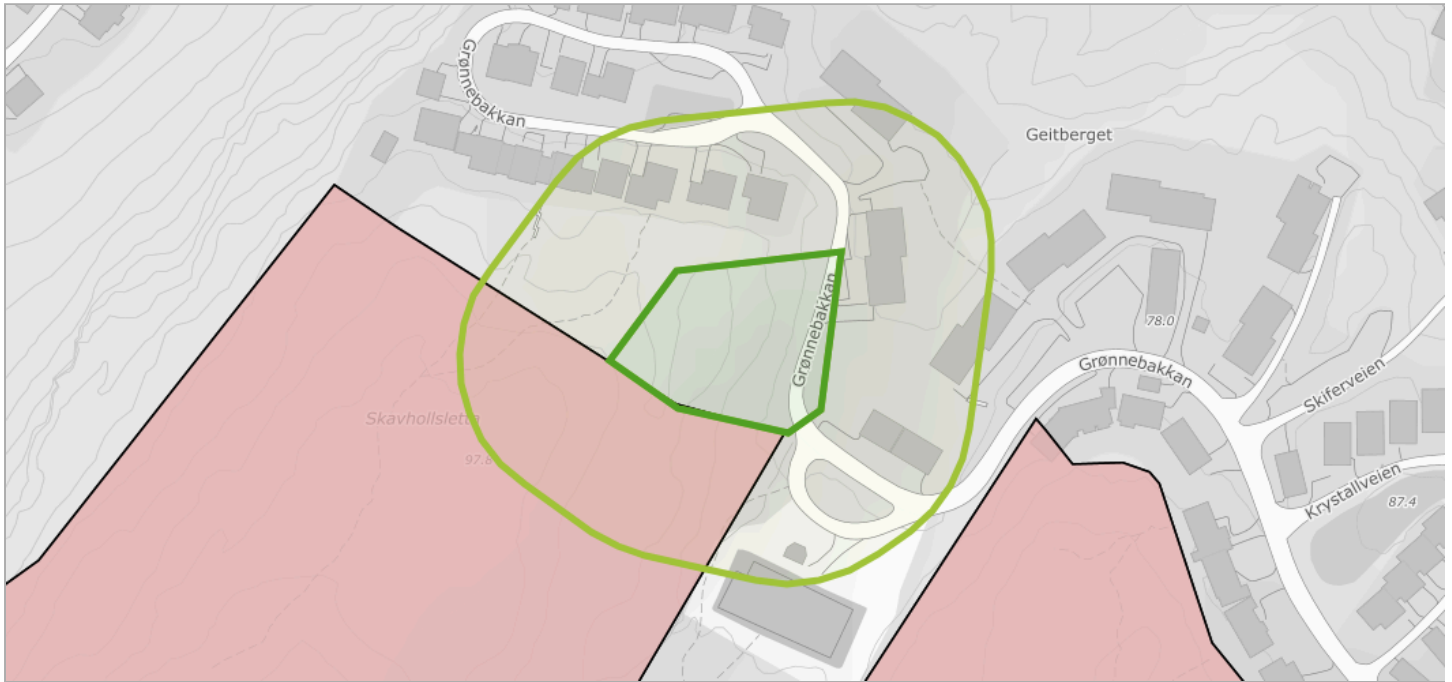 Grønnebakkan
Geitberget
Grønnebakkan
78.0
Grønnebakkan
Skiferveien
Skavhollsletta
97.8
Krystallveien
87.4